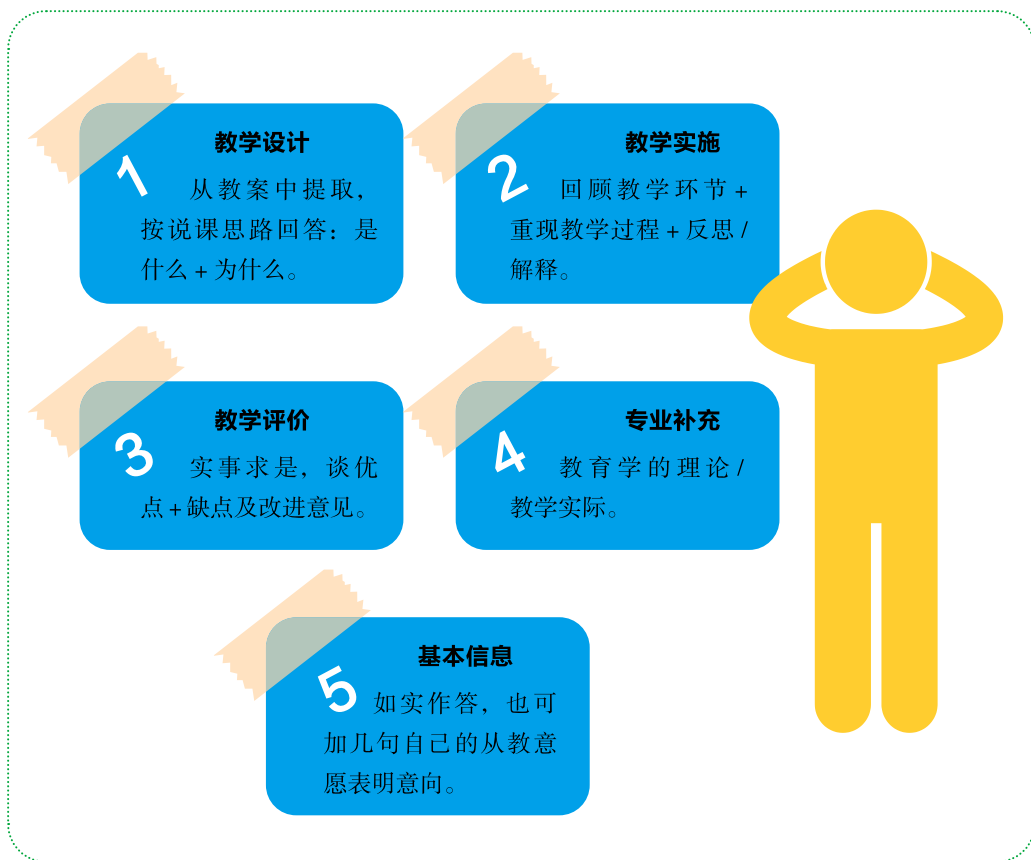 1
教学设计
从教案中提取，
按说课思路回答：是
什么+为什么。
2
教学实施
回顾教学环节+
重现教学过程+反思/
解释。
3
教学评价
实事求是，谈优
点+缺点及改进意见。
4
专业补充
教育学的理论/
教学实际。
5
基本信息
如实作答，也可
加几句自己的从教意
愿表明意向。